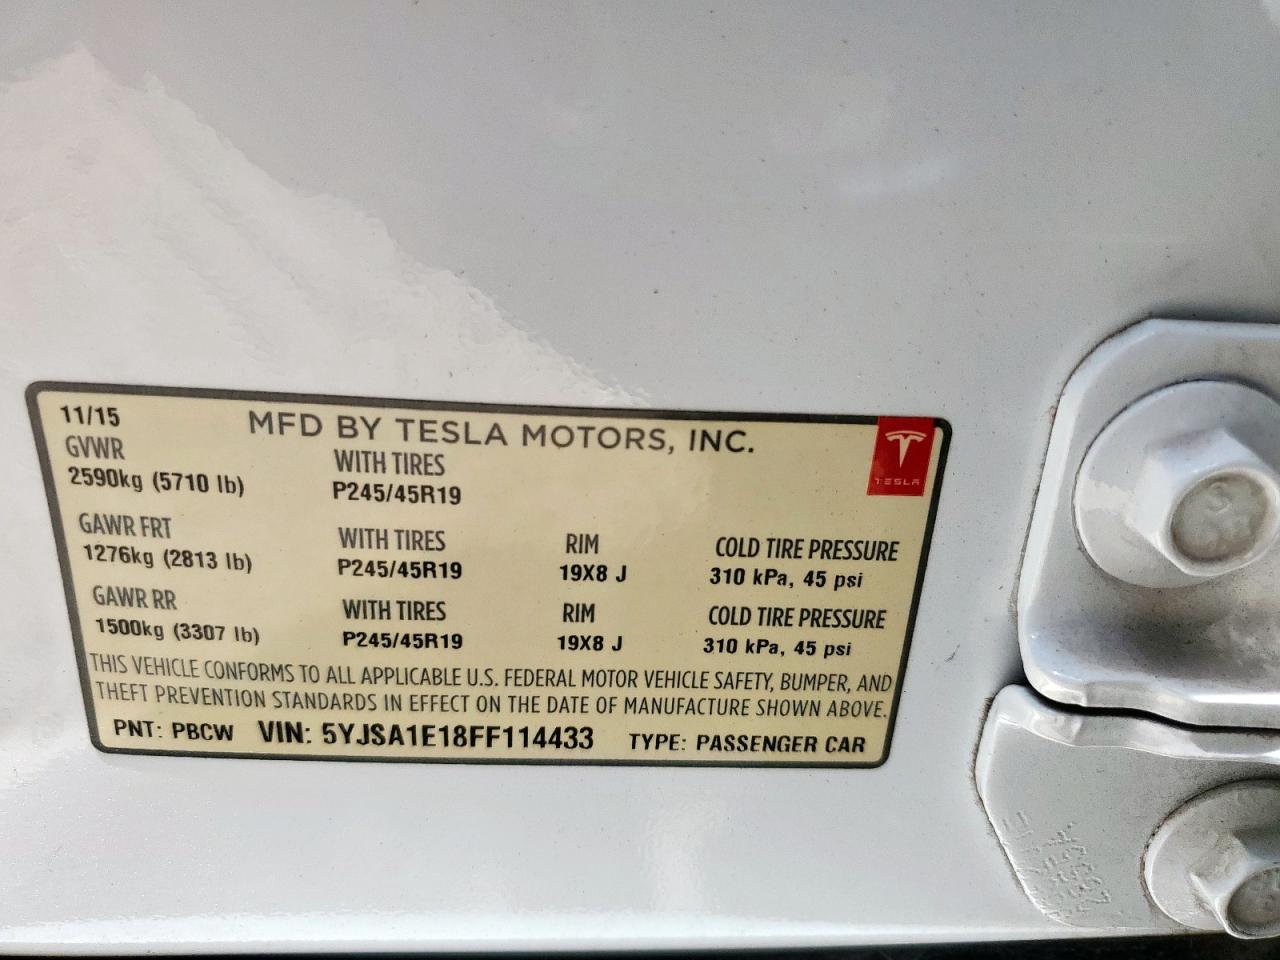 11/15
MFD BY TESLA MOTORS, INC.
TESLA
GVWR
2590kg (5710 lb)
WITH TIRES
P245/45R19
GAWR FRT
1276kg (2813 lb)
WITH TIRES
P245/45R19
RIM
19X8 J
COLD TIRE PRESSURE
310 kPa, 45 psi
GAWR RR
1500kg (3307 lb)
WITH TIRES
P245/45R19
RIM
19X8 J
COLD TIRE PRESSURE
310 kPa, 45 psi
THIS VEHICLE CONFORMS TO ALL APPLICABLE U.S. FEDERAL MOTOR VEHICLE SAFETY, BUMPER, AND
THEFT PREVENTION STANDARDS IN EFFECT ON THE DATE OF MANUFACTURE SHOWN ABOVE.
PNT: PBCW VIN: 5YJSA1E18FF114433 TYPE: PASSENGER CAR